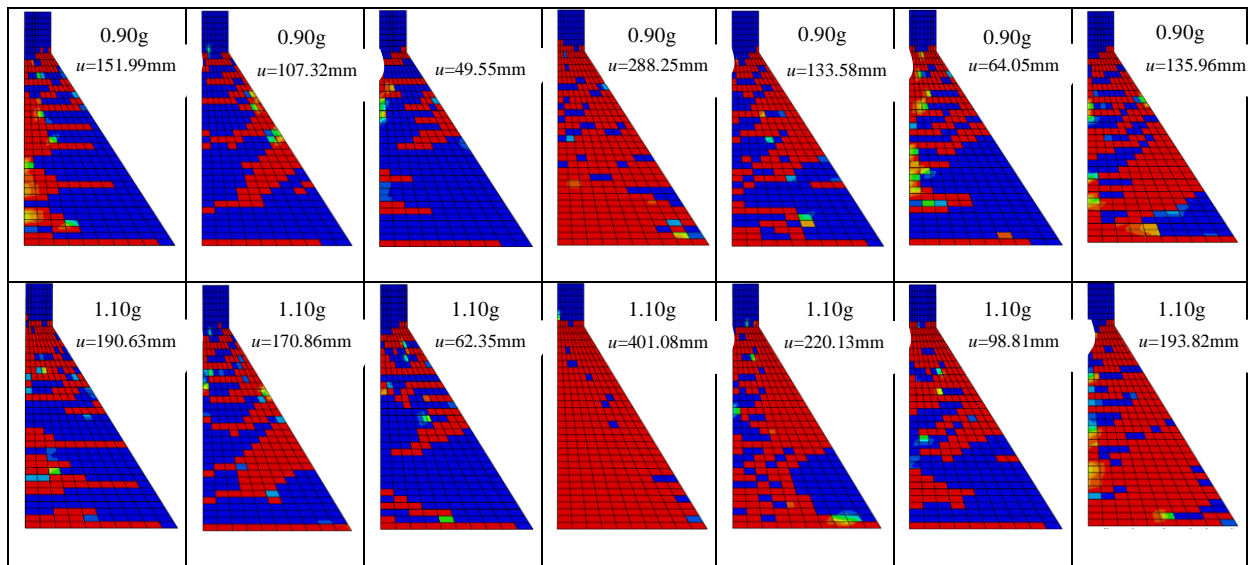 0.90g
u=151.99mm
0.90g
u=107.32mm
u=49.55mm
0.90g
u=288.25mm
0.90g
u=133.58mm
0.90g
u=64.05mm
0.90g
u=135.96mm
1.10g
u=190.63mm
1.10g
u=170.86mm
1.10g
u=62.35mm
1.10g
u=401.08mm
1.10g
u=220.13mm
1.10g
u=98.81mm
1.10g
u=193.82mm